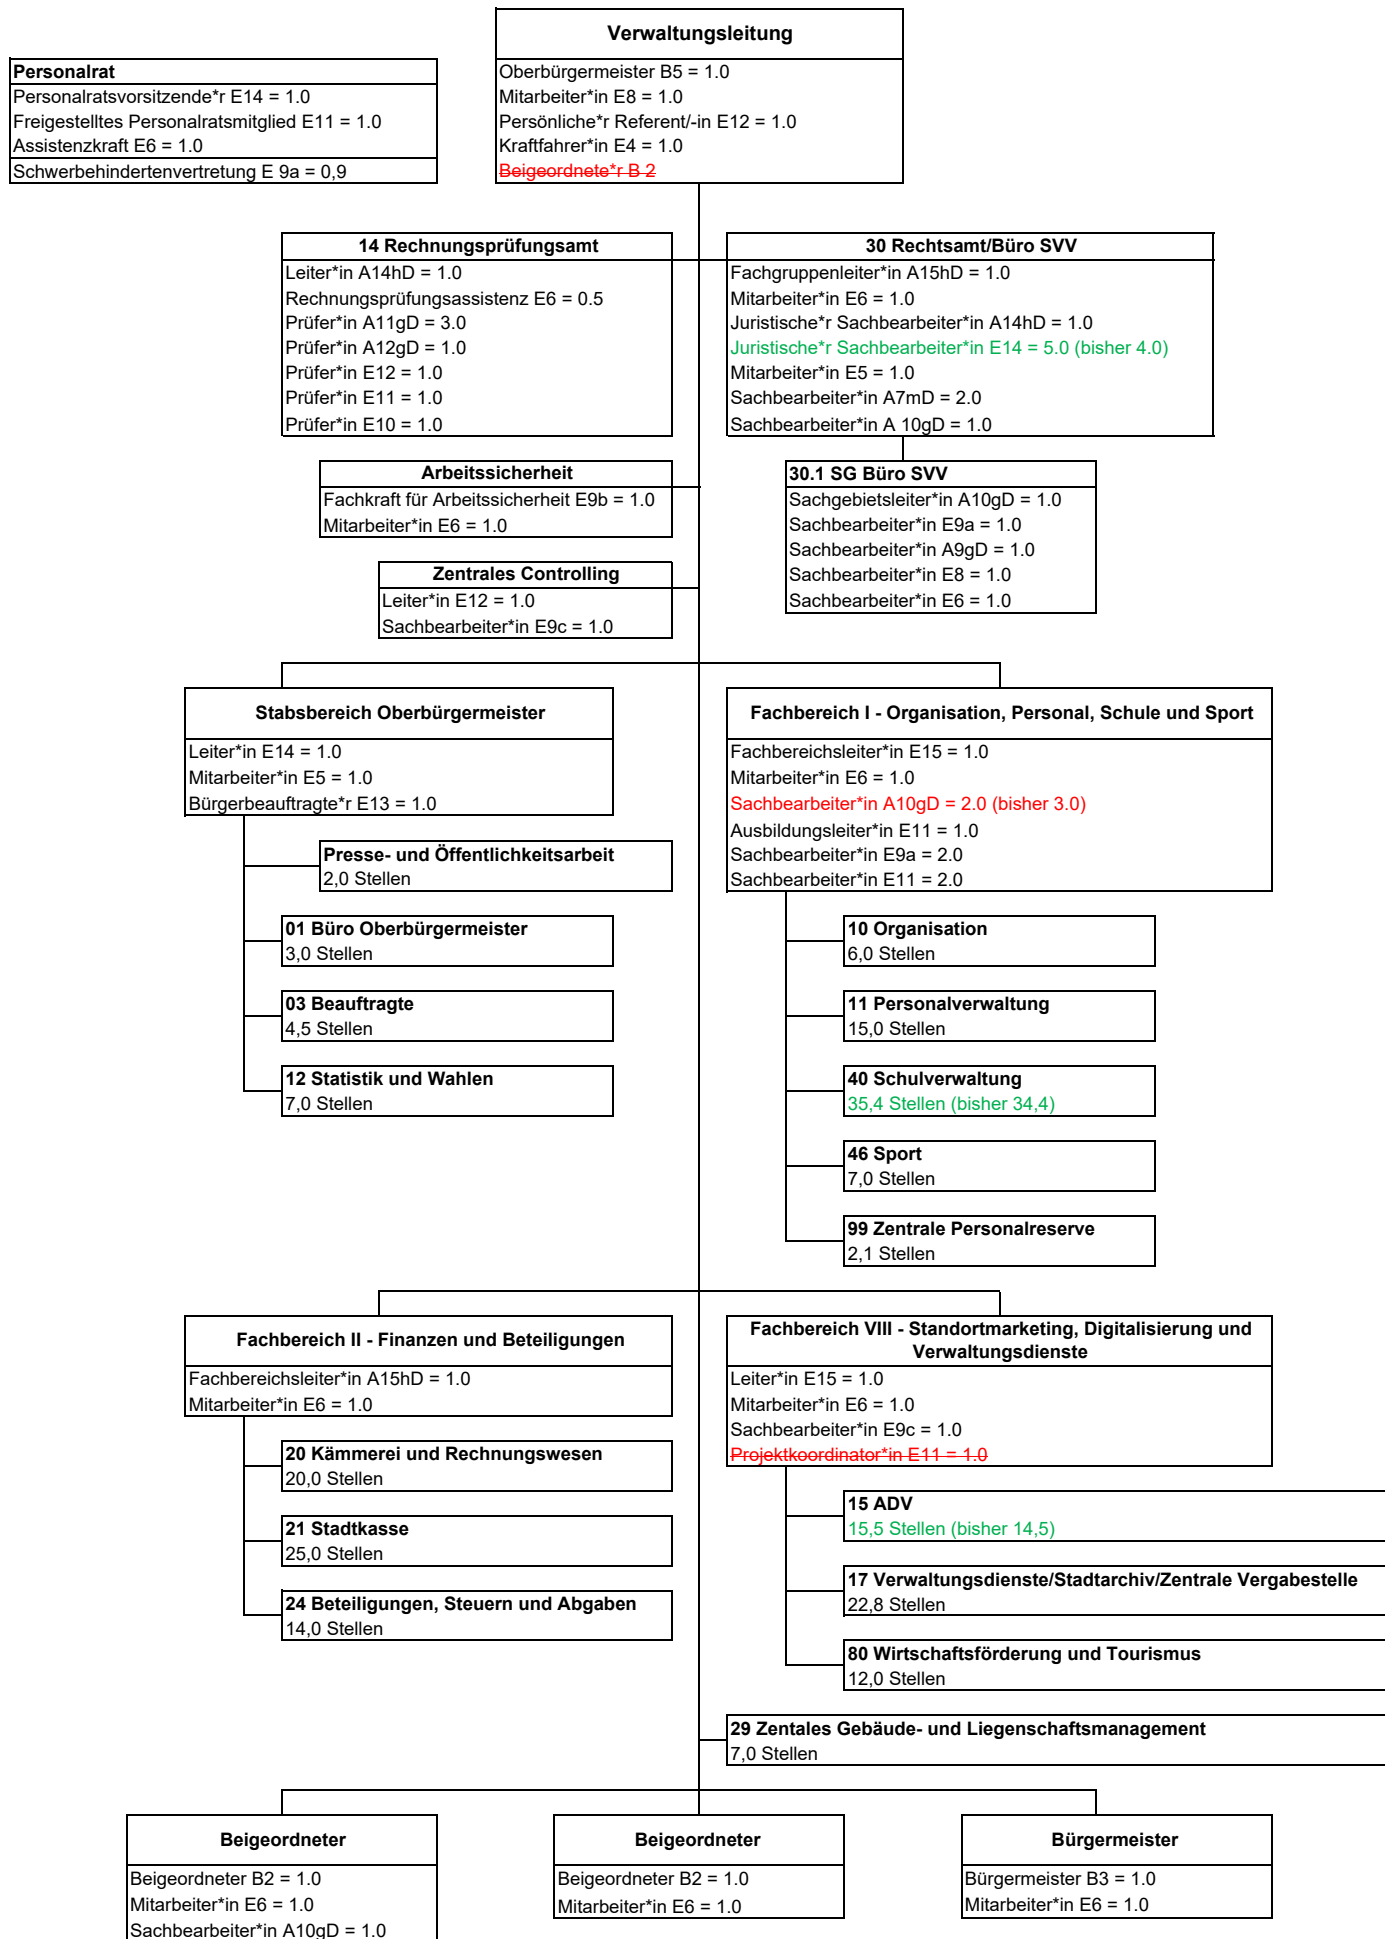 Verwaltungsleitung
Oberbürgermeister B5 = 1.0
Mitarbeiter*in E8 = 1.0
Persönliche*r Referent/-in E12 = 1.0
Kraftfahrer*in E4 = 1.0
Beigeordnete*r B 2
Personalrat
Personalratsvorsitzende*r E14 = 1.0
Freigestelltes Personalratsmitglied E11 = 1.0
Assistenzkraft E6 = 1.0
Schwerbehindertenvertretung E 9a = 0,9
14 Rechnungsprüfungsamt
Leiter*in A14hD = 1.0
Rechnungsprüfungsassistenz E6 = 0.5
Prüfer*in A11gD = 3.0
Prüfer*in A12gD = 1.0
Prüfer*in E12 = 1.0
Prüfer*in E11 = 1.0
Prüfer*in E10 = 1.0
30 Rechtsamt/Büro SVV
Fachgruppenleiter*in A15hD = 1.0
Mitarbeiter*in E6 = 1.0
Juristische*r Sachbearbeiter*in A14hD = 1.0
Juristische*r Sachbearbeiter*in E14 = 5.0 (bisher 4.0)
Mitarbeiter*in E5 = 1.0
Sachbearbeiter*in A7mD = 2.0
Sachbearbeiter*in A 10gD = 1.0
Arbeitssicherheit
Fachkraft für Arbeitssicherheit E9b = 1.0
Mitarbeiter*in E6 = 1.0
30.1 SG Büro SVV
Sachgebietsleiter*in A10gD = 1.0
Sachbearbeiter*in E9a = 1.0
Sachbearbeiter*in A9gD = 1.0
Sachbearbeiter*in E8 = 1.0
Sachbearbeiter*in E6 = 1.0
Zentrales Controlling
Leiter*in E12 = 1.0
Sachbearbeiter*in E9c = 1.0
Stabsbereich Oberbürgermeister
Leiter*in E14 = 1.0
Mitarbeiter*in E5 = 1.0
Bürgerbeauftragte*r E13 = 1.0
Presse- und Öffentlichkeitsarbeit
2,0 Stellen
01 Büro Oberbürgermeister
3,0 Stellen
03 Beauftragte
4,5 Stellen
12 Statistik und Wahlen
7,0 Stellen
Fachbereich I - Organisation, Personal, Schule und Sport
Fachbereichsleiter*in E15 = 1.0
Mitarbeiter*in E6 = 1.0
Sachbearbeiter*in A10gD = 2.0 (bisher 3.0)
Ausbildungsleiter*in E11 = 1.0
Sachbearbeiter*in E9a = 2.0
Sachbearbeiter*in E11 = 2.0
10 Organisation
6,0 Stellen
11 Personalverwaltung
15,0 Stellen
40 Schulverwaltung
35,4 Stellen (bisher 34,4)
46 Sport
7,0 Stellen
99 Zentrale Personalreserve
2,1 Stellen
Fachbereich II - Finanzen und Beteiligungen
Fachbereichsleiter*in A15hD = 1.0
Mitarbeiter*in E6 = 1.0
20 Kämmerei und Rechnungswesen
20,0 Stellen
21 Stadtkasse
25,0 Stellen
24 Beteiligungen, Steuern und Abgaben
14,0 Stellen
Fachbereich VIII - Standortmarketing, Digitalisierung und
Verwaltungsdienste
Leiter*in E15 = 1.0
Mitarbeiter*in E6 = 1.0
Sachbearbeiter*in E9c = 1.0
Projektkoordinator*in E11 = 1.0
15 ADV
15,5 Stellen (bisher 14,5)
17 Verwaltungsdienste/Stadtarchiv/Zentrale Vergabestelle
22,8 Stellen
80 Wirtschaftsförderung und Tourismus
12,0 Stellen
29 Zentales Gebäude- und Liegenschaftsmanagement
7,0 Stellen
Beigeordneter
Beigeordneter B2 = 1.0
Mitarbeiter*in E6 = 1.0
Sachbearbeiter*in A10gD = 1.0
Beigeordneter
Beigeordneter B2 = 1.0
Mitarbeiter*in E6 = 1.0
Bürgermeister
Bürgermeister B3 = 1.0
Mitarbeiter*in E6 = 1.0